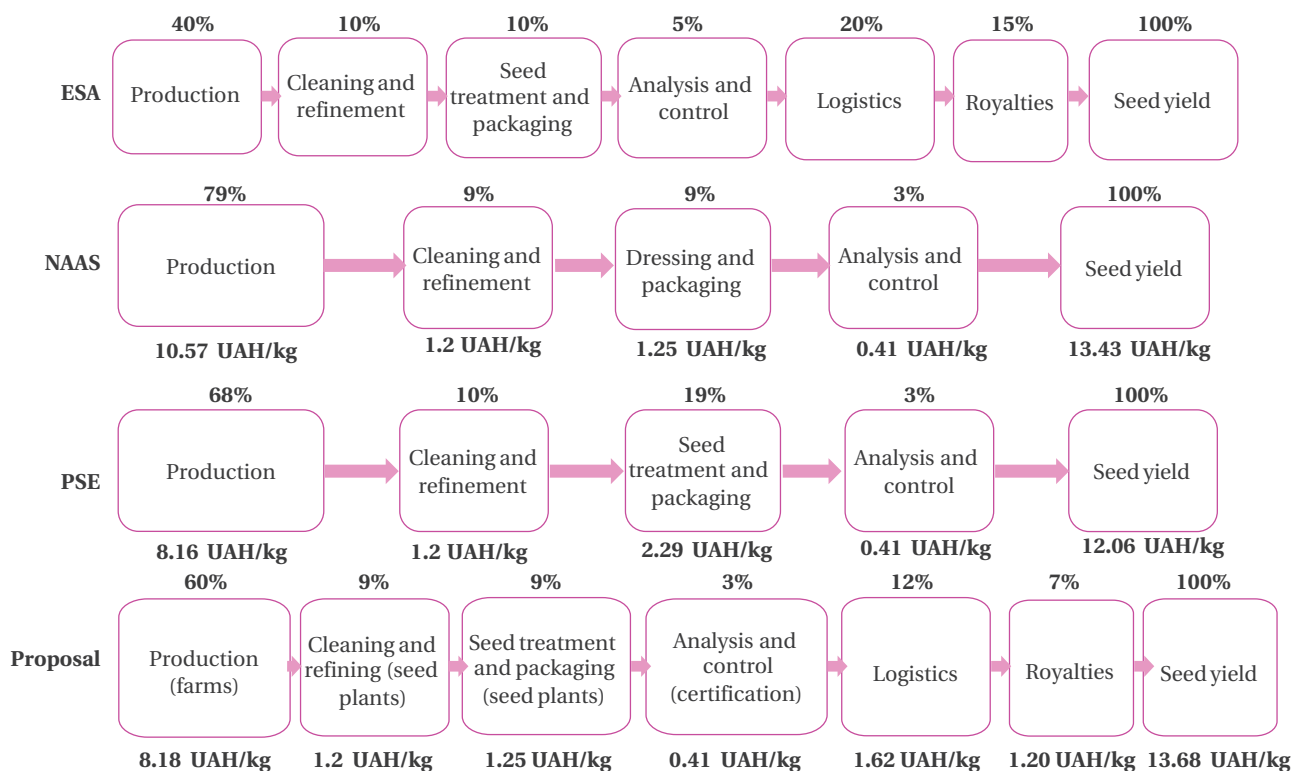 40% 10% 10% 5% 20% 15% 100%
ESA
Production
Cleaning and
refinement
Seed
treatment and
packaging
Analysis and
control
Logistics
Royalties
Seed yield
79% 9% 9% 3% 100%
NAAS
Production
Cleaning and
refinement
Dressing and
packaging
Analysis and
control
Seed yield
10.57 UAH/kg 1.2 UAH/kg 1.25 UAH/kg 0.41 UAH/kg 13.43 UAH/kg
68% 10% 19% 3% 100%
PSE
Production
Cleaning and
refinement
Seed
treatment and
packaging
Analysis and
control
Seed yield
8.16 UAH/kg 1.2 UAH/kg 2.29 UAH/kg 0.41 UAH/kg 12.06 UAH/kg
60% 9% 9% 3% 12% 7% 100%
Proposal
Production
(farms)
Cleaning and
refining (seed
plants)
Seed treatment
and packaging
(seed plants)
Analysis and
control
(certification)
Logistics
Royalties
Seed yield
8.18 UAH/kg 1.2 UAH/kg 1.25 UAH/kg 0.41 UAH/kg 1.62 UAH/kg 1.20 UAH/kg 13.68 UAH/kg